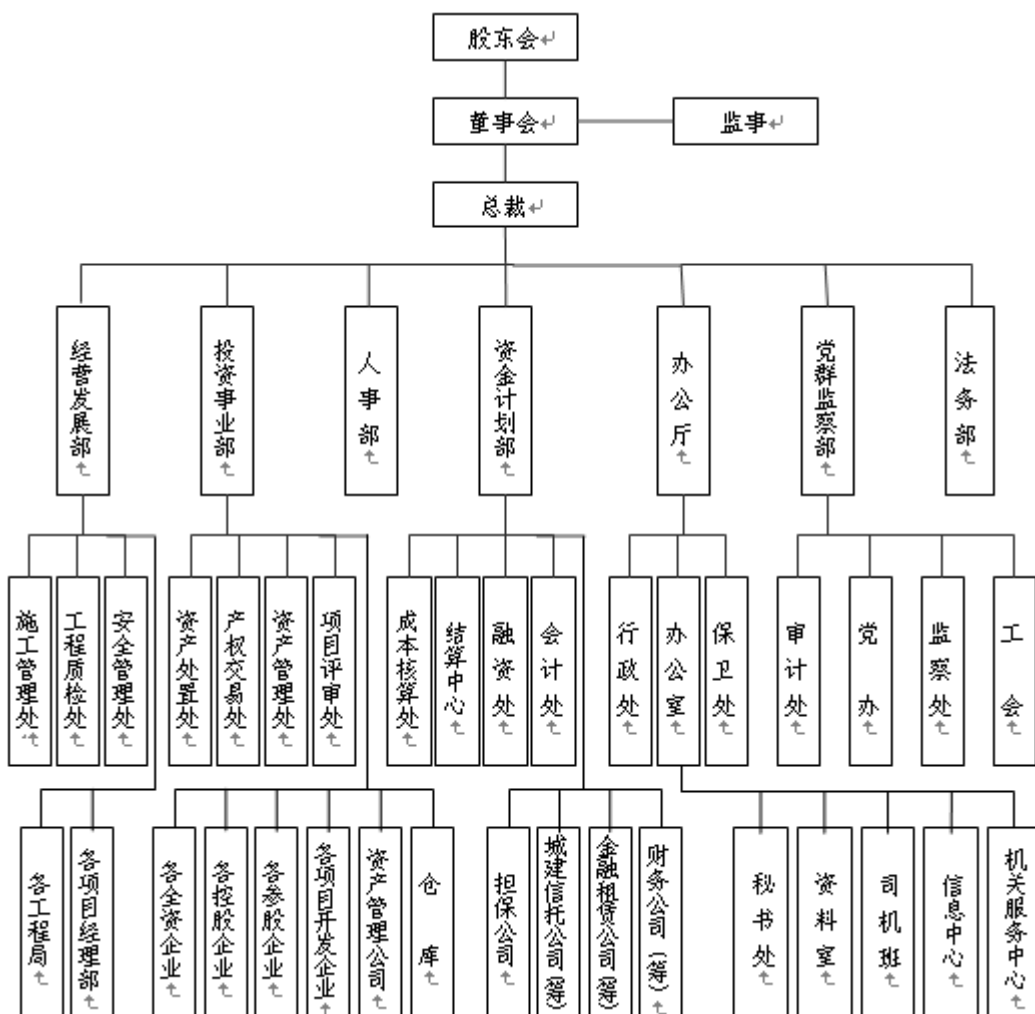 股东会
董事会
监事
总裁
经营发展部
投资事业部
人事部
资金计划部
办公厅
党群监察部
法务部
施工管理处
工程质检处
安全管理处
资产处置处
产权交易处
资产管理处
项目评审处
成本核算处
结算中心
融资处
会计处
行政处
办公室
保卫处
审计处
党办
监察处
工会
各工程局
各项目经理部
各全资企业
各控股企业
各参股企业
各项目开发企业
资产管理公司
仓库
担保公司
城建信托公司(筹)
金融租赁公司(筹)
财务公司(筹)
秘书处
资料室
司机班
信息中心
机关服务中心